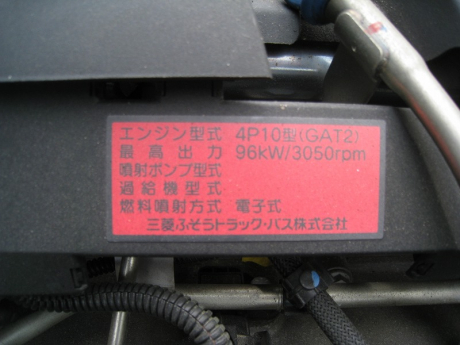 エンジン型式 4P10型(GAT2)
最高出力 96kW/3050rpm
噴射ポンプ型式
過給機型式
燃料噴射方式 電子式
三菱ふそうトラック・バス株式会社